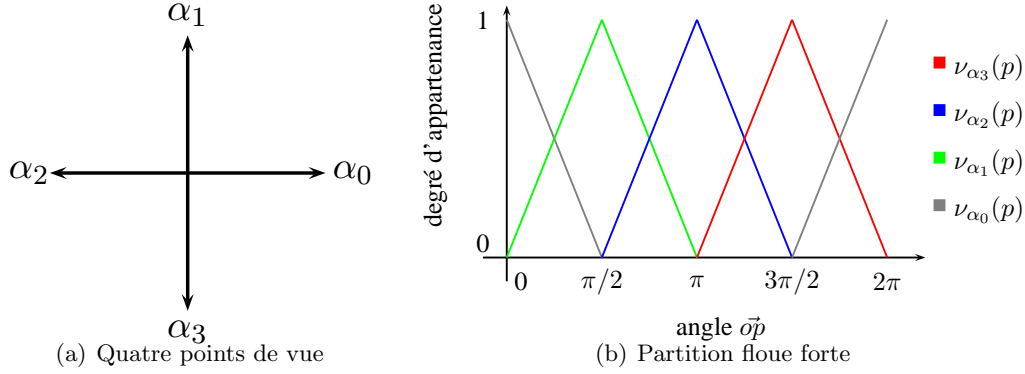 α₁
α₂
α₀
α₃
(a) Quatre points de vue
degré d'appartenance
1
0
0
π/2
π
3π/2
2π
angle o⃗p
ν_{α₃}(p)
ν_{α₂}(p)
ν_{α₁}(p)
ν_{α₀}(p)
(b) Partition floue forte